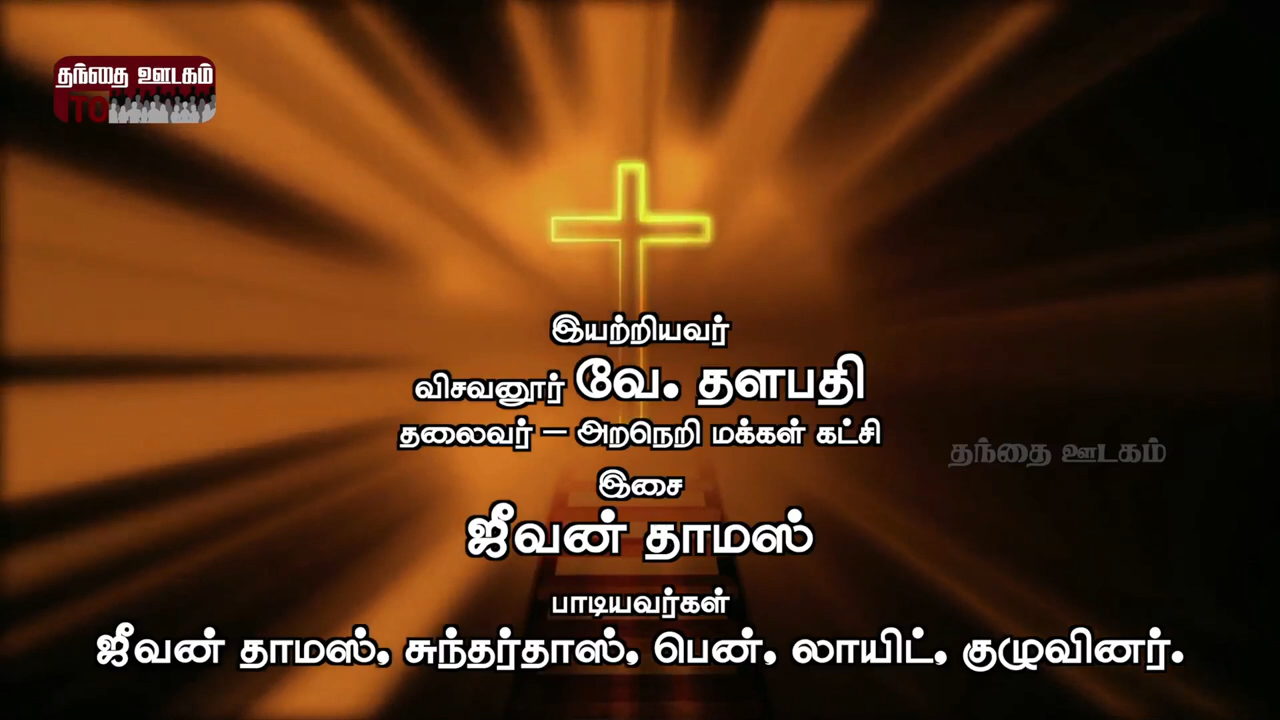 தந்தை ஊடகம்
TO
இயற்றியவர்
விசவனூர் வே. தளபதி
தலைவர் – அறநெறி மக்கள் கட்சி
தந்தை ஊடகம்
இசை
ஜீவன் தாமஸ்
பாடியவர்கள்
ஜீவன் தாமஸ், சுந்தர்தாஸ், பென், லாயிட், குழுவினர்.